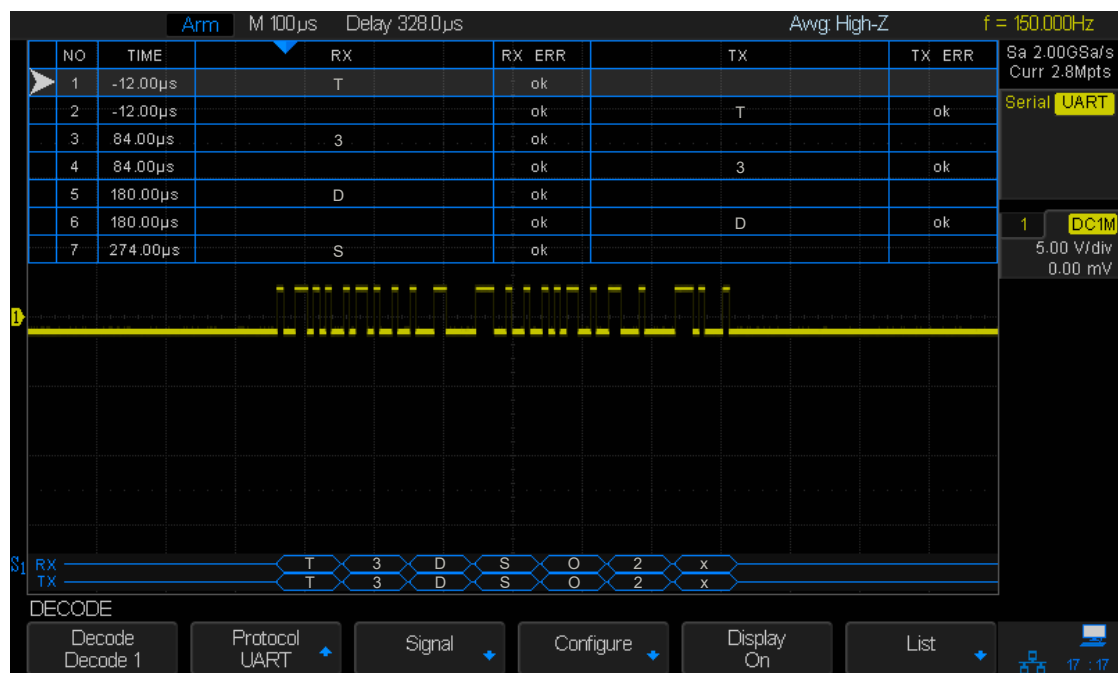 Arm M 100µs Delay 328.0µs Awg: High-Z f = 150.000Hz
NO TIME RX RX ERR TX TX ERR
Sa 2.00GSa/s
Curr 2.8Mpts
1 -12.00µs T ok
Serial UART
2 -12.00µs ok T ok
3 84.00µs 3 ok
4 84.00µs ok 3 ok
5 180.00µs D ok
6 180.00µs ok D ok
1 DC1M
7 274.00µs S ok
5.00 V/div
0.00 mV
1
S1 RX T 3 D S O 2 x
TX T 3 D S O 2 x
DECODE
Decode Protocol Signal Configure Display List
Decode 1 UART On
17 : 17